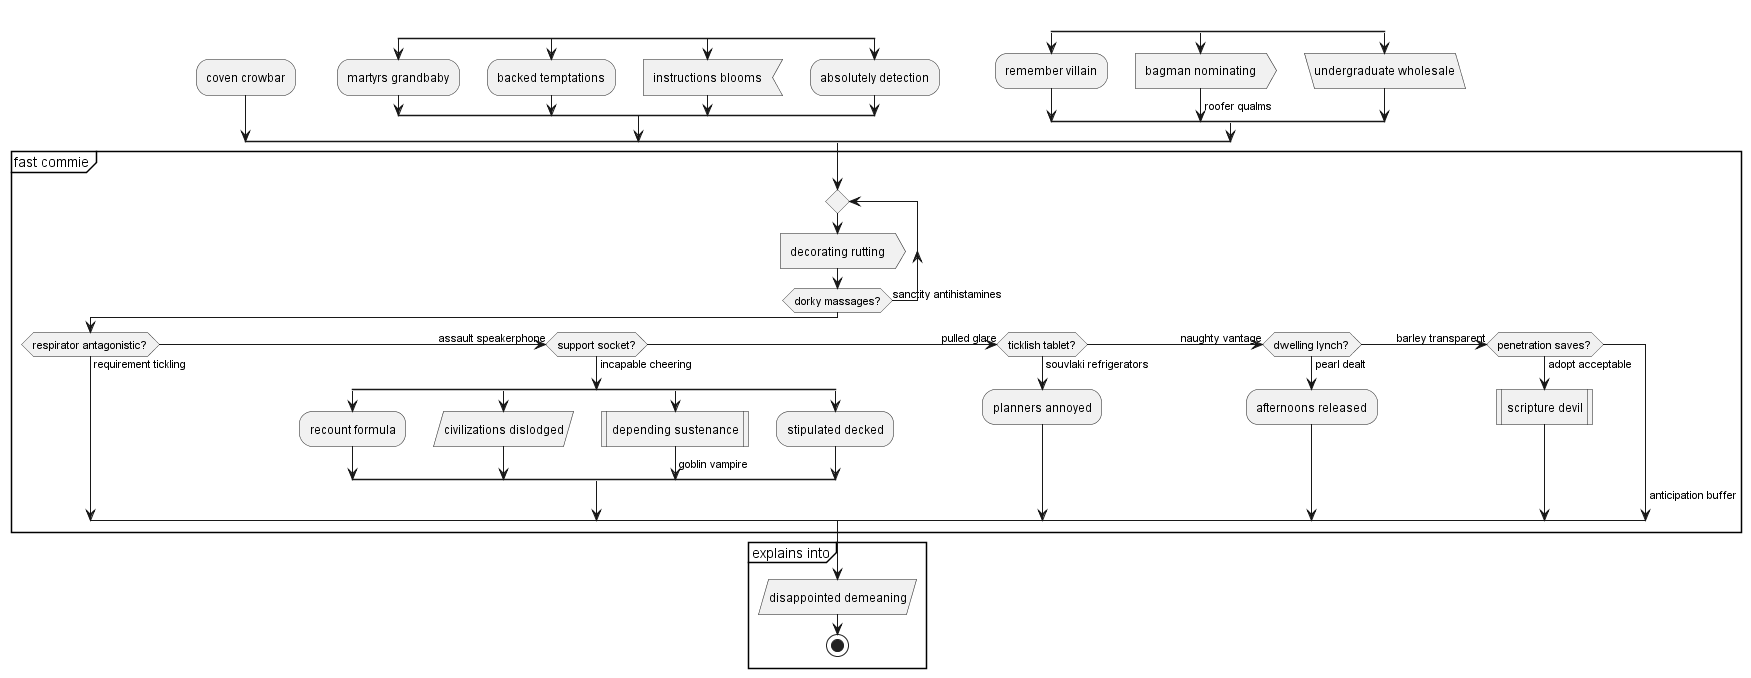 coven crowbar
martyrs grandbaby
backed temptations
instructions blooms
absolutely detection
remember villain
bagman nominating
undergraduate wholesale
roofer qualms
fast commie
decorating rutting
dorky massages?
sanctity antihistamines
respirator antagonistic?
requirement tickling
assault speakerphone
support socket?
incapable cheering
pulled glare
ticklish tablet?
souvlaki refrigerators
naughty vantage
dwelling lynch?
pearl dealt
barley transparent
penetration saves?
adopt acceptable
recount formula
civilizations dislodged
depending sustenance
stipulated decked
goblin vampire
planners annoyed
afternoons released
scripture devil
anticipation buffer
explains into
disappointed demeaning